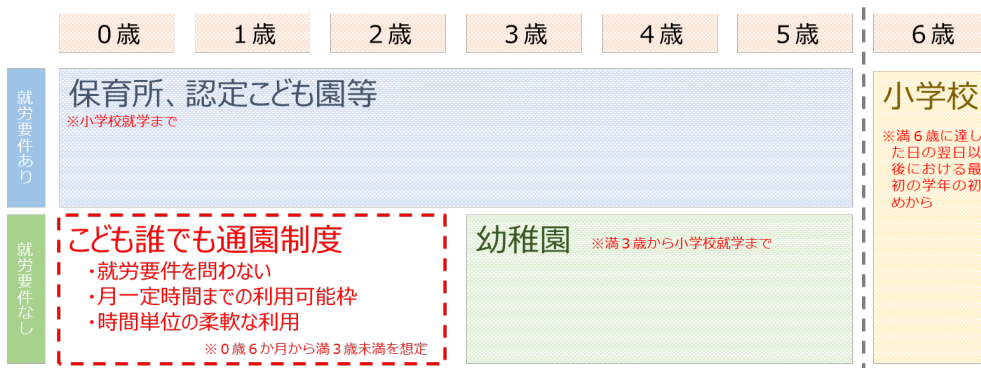 0歳
1歳
2歳
3歳
4歳
5歳
6歳
就労要件あり
保育所、認定こども園等
※小学校就学まで
小学校
※満6歳に達し
た日の翌日以
後における最
初の学年の初
めから
就労要件なし
こども誰でも通園制度
・就労要件を問わない
・月一定時間までの利用可能枠
・時間単位の柔軟な利用
※0歳6か月から満3歳未満を想定
幼稚園
※満3歳から小学校就学まで